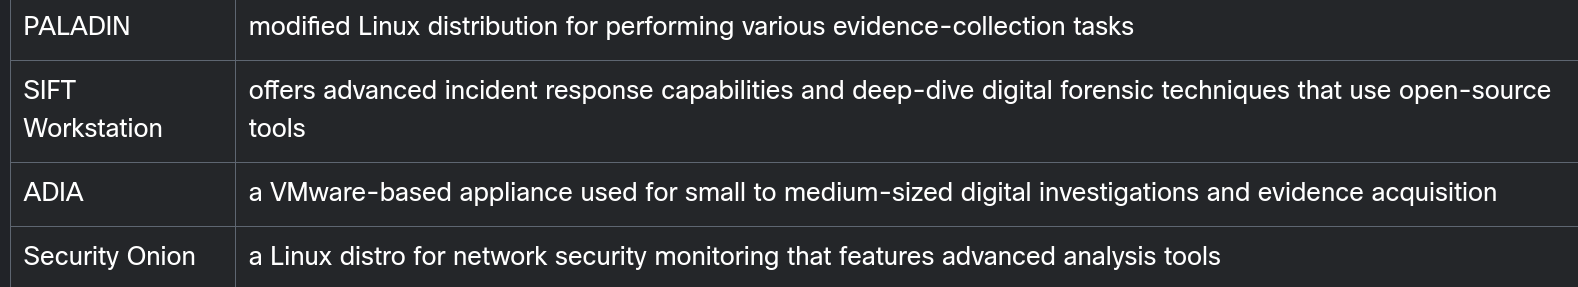 PALADIN
modified Linux distribution for performing various evidence-collection tasks
SIFT
Workstation
offers advanced incident response capabilities and deep-dive digital forensic techniques that use open-source
tools
ADIA
a VMware-based appliance used for small to medium-sized digital investigations and evidence acquisition
Security Onion
a Linux distro for network security monitoring that features advanced analysis tools